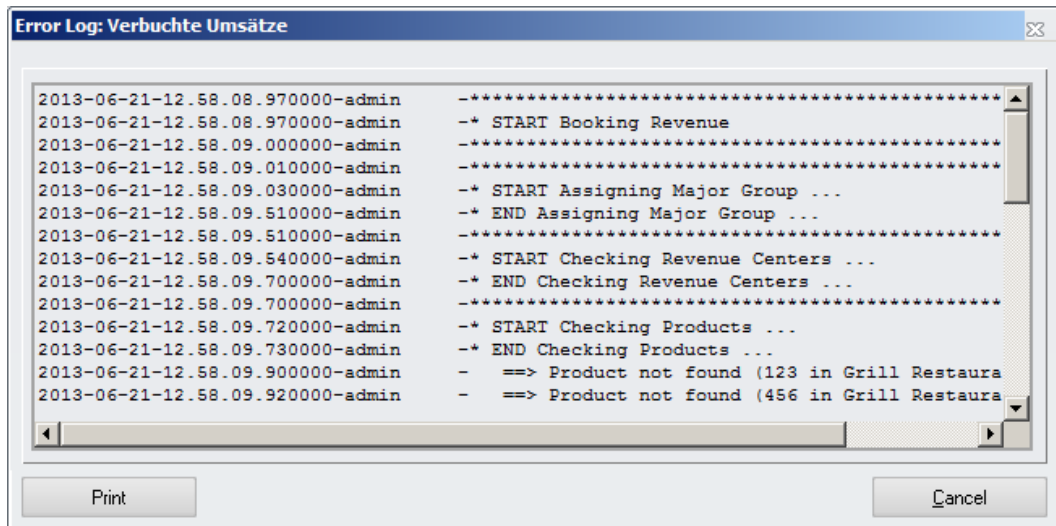 Error Log: Verbuchte Umsätze
2013-06-21-12.58.08.970000-admin -***********************************************
2013-06-21-12.58.08.970000-admin -* START Booking Revenue
2013-06-21-12.58.09.000000-admin -***********************************************
2013-06-21-12.58.09.010000-admin -***********************************************
2013-06-21-12.58.09.030000-admin -* START Assigning Major Group ...
2013-06-21-12.58.09.510000-admin -* END Assigning Major Group ...
2013-06-21-12.58.09.510000-admin -***********************************************
2013-06-21-12.58.09.540000-admin -* START Checking Revenue Centers ...
2013-06-21-12.58.09.700000-admin -* END Checking Revenue Centers ...
2013-06-21-12.58.09.700000-admin -***********************************************
2013-06-21-12.58.09.720000-admin -* START Checking Products ...
2013-06-21-12.58.09.730000-admin -* END Checking Products ...
2013-06-21-12.58.09.900000-admin - ==> Product not found (123 in Grill Restaura
2013-06-21-12.58.09.920000-admin - ==> Product not found (456 in Grill Restaura
Print Cancel